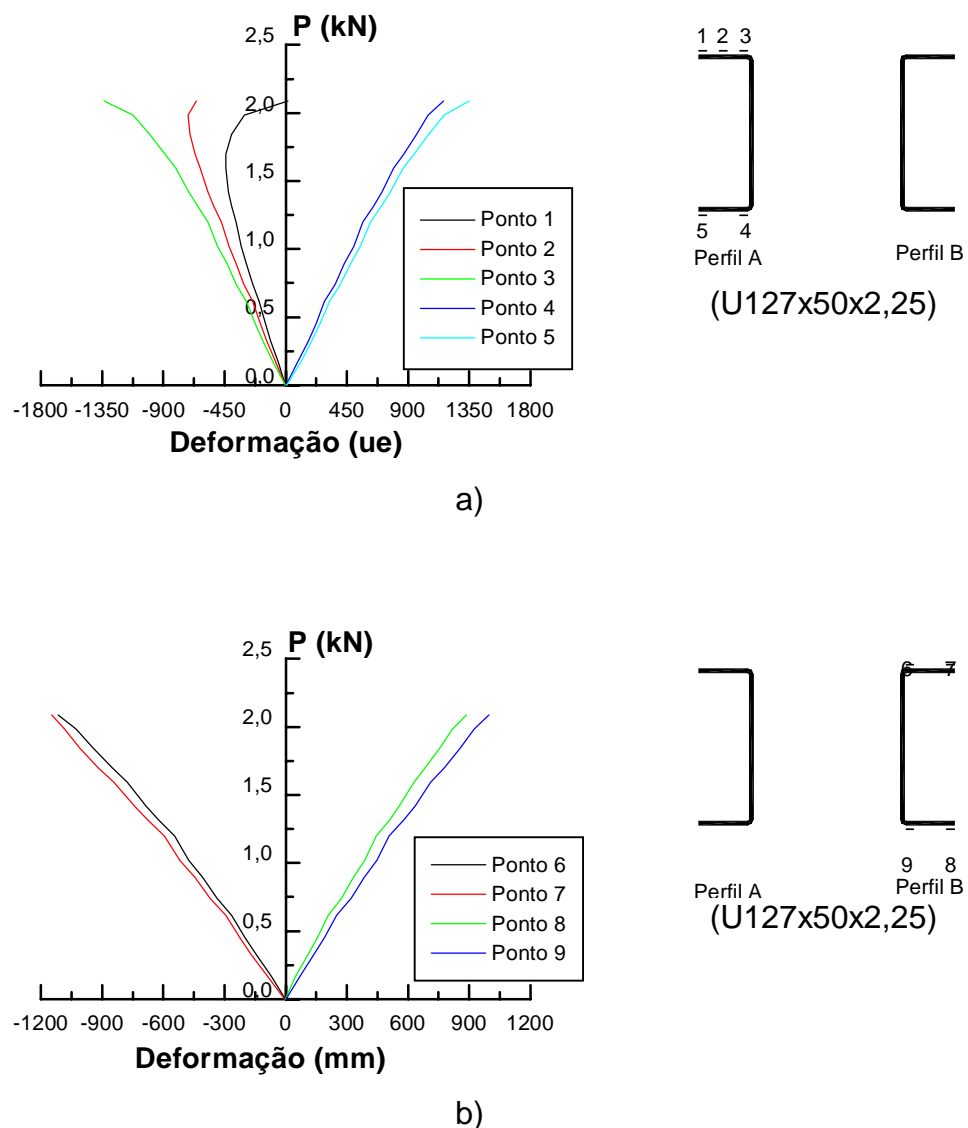 P (kN)
2,5
2,0
1,5
1,0
0,5
0,0
-1800 -1350 -900 -450 0 450 900 1350 1800
Deformação (ue)
Ponto 1
Ponto 2
Ponto 3
Ponto 4
Ponto 5
1 2 3
5 4
Perfil A Perfil B
(U127x50x2,25)
a)
P (kN)
2,5
2,0
1,5
1,0
0,5
0,0
-1200 -900 -600 -300 0 300 600 900 1200
Deformação (mm)
Ponto 6
Ponto 7
Ponto 8
Ponto 9
6 7
9 8
Perfil A Perfil B
(U127x50x2,25)
b)